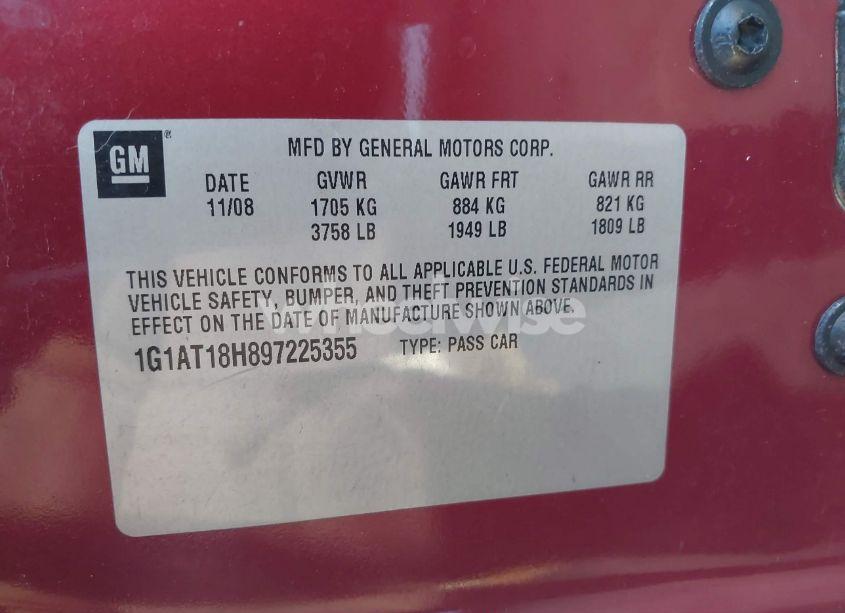 GM ®
MFD BY GENERAL MOTORS CORP.
DATE GVWR GAWR FRT GAWR RR
11/08 1705 KG 884 KG 821 KG
3758 LB 1949 LB 1809 LB
THIS VEHICLE CONFORMS TO ALL APPLICABLE U.S. FEDERAL MOTOR
VEHICLE SAFETY, BUMPER, AND THEFT PREVENTION STANDARDS IN
EFFECT ON THE DATE OF MANUFACTURE SHOWN ABOVE.
wheelwise
1G1AT18H897225355 TYPE: PASS CAR